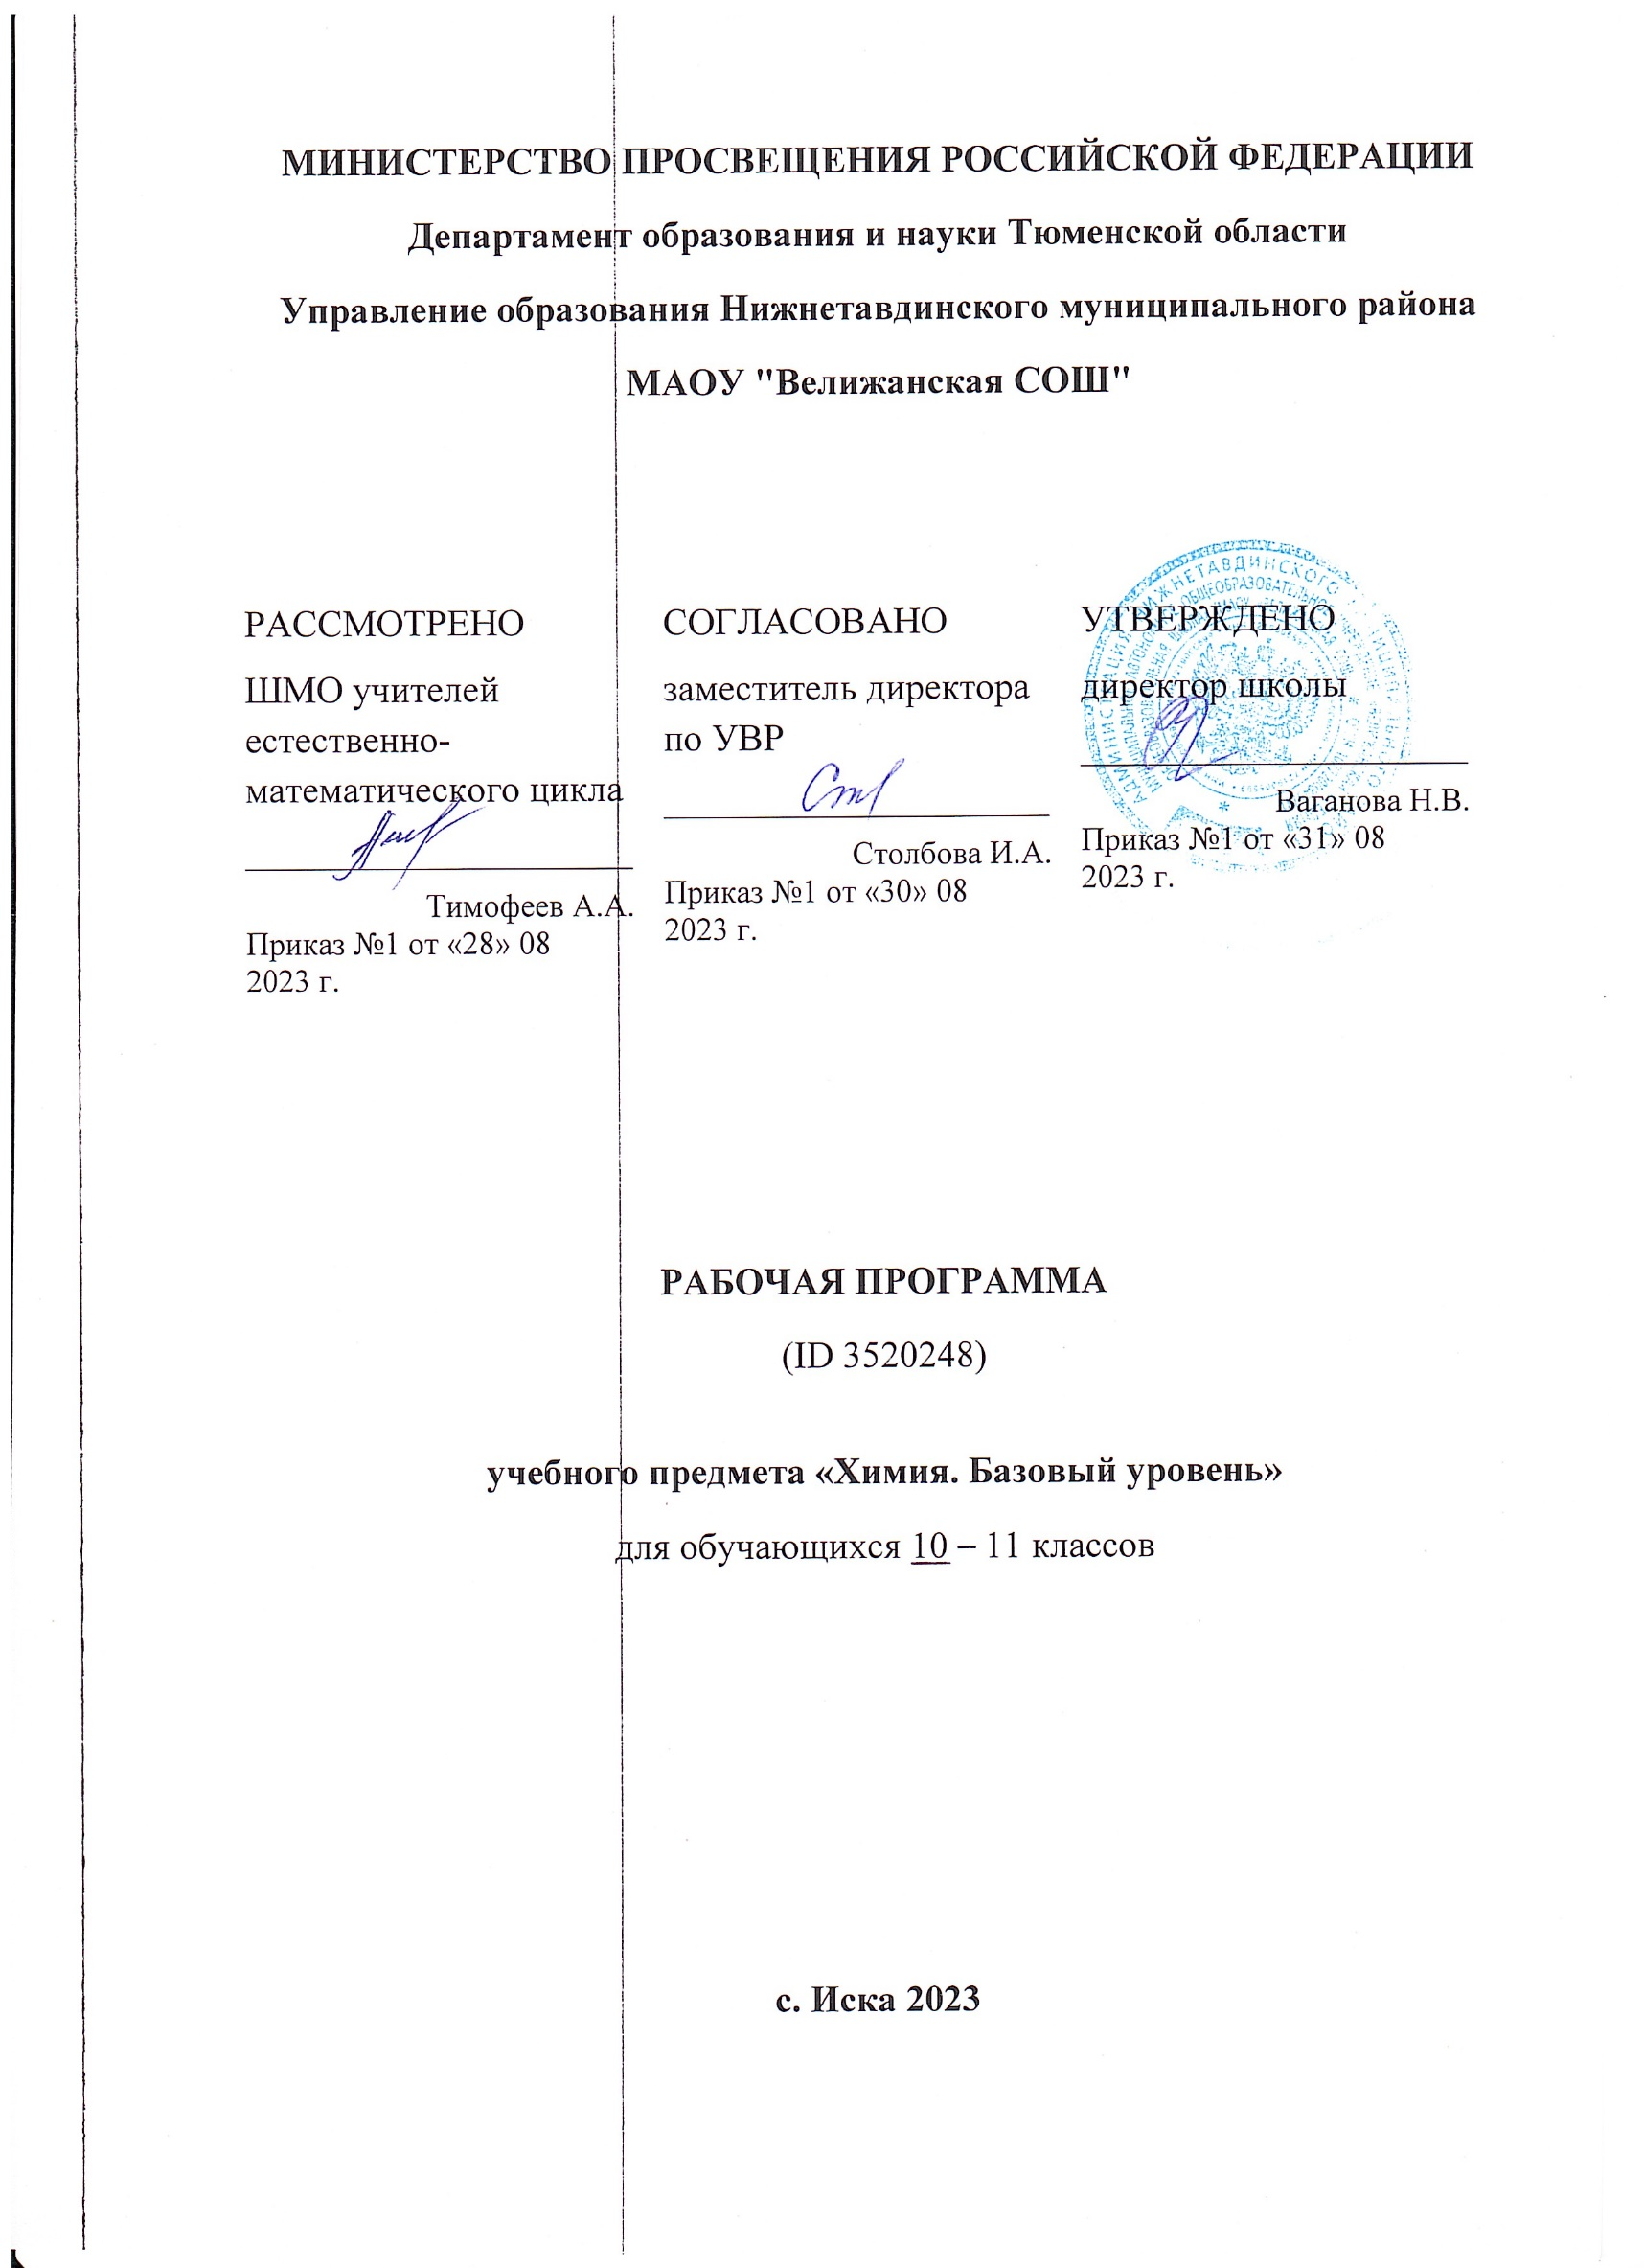 МИНИСТЕРСТВО ПРОСВЕЩЕНИЯ РОССИЙСКОЙ ФЕДЕРАЦИИ
Департамент образования и науки Тюменской области
Управление образования Нижнетавдинского муниципального района
МАОУ "Велижанская СОШ"
РАССМОТРЕНО
ШМО учителей
естественно-
математического цикла
Тимофеев А.А.
Приказ №1 от «28» 08
2023 г.
СОГЛАСОВАНО
заместитель директора
по УВР
Столбова И.А.
Приказ №1 от «30» 08
2023 г.
УТВЕРЖДЕНО
директор школы
Ваганова Н.В.
Приказ №1 от «31» 08
2023 г.
РАБОЧАЯ ПРОГРАММА
(ID 3520248)
учебного предмета «Химия. Базовый уровень»
для обучающихся 10 – 11 классов
с. Иска 2023